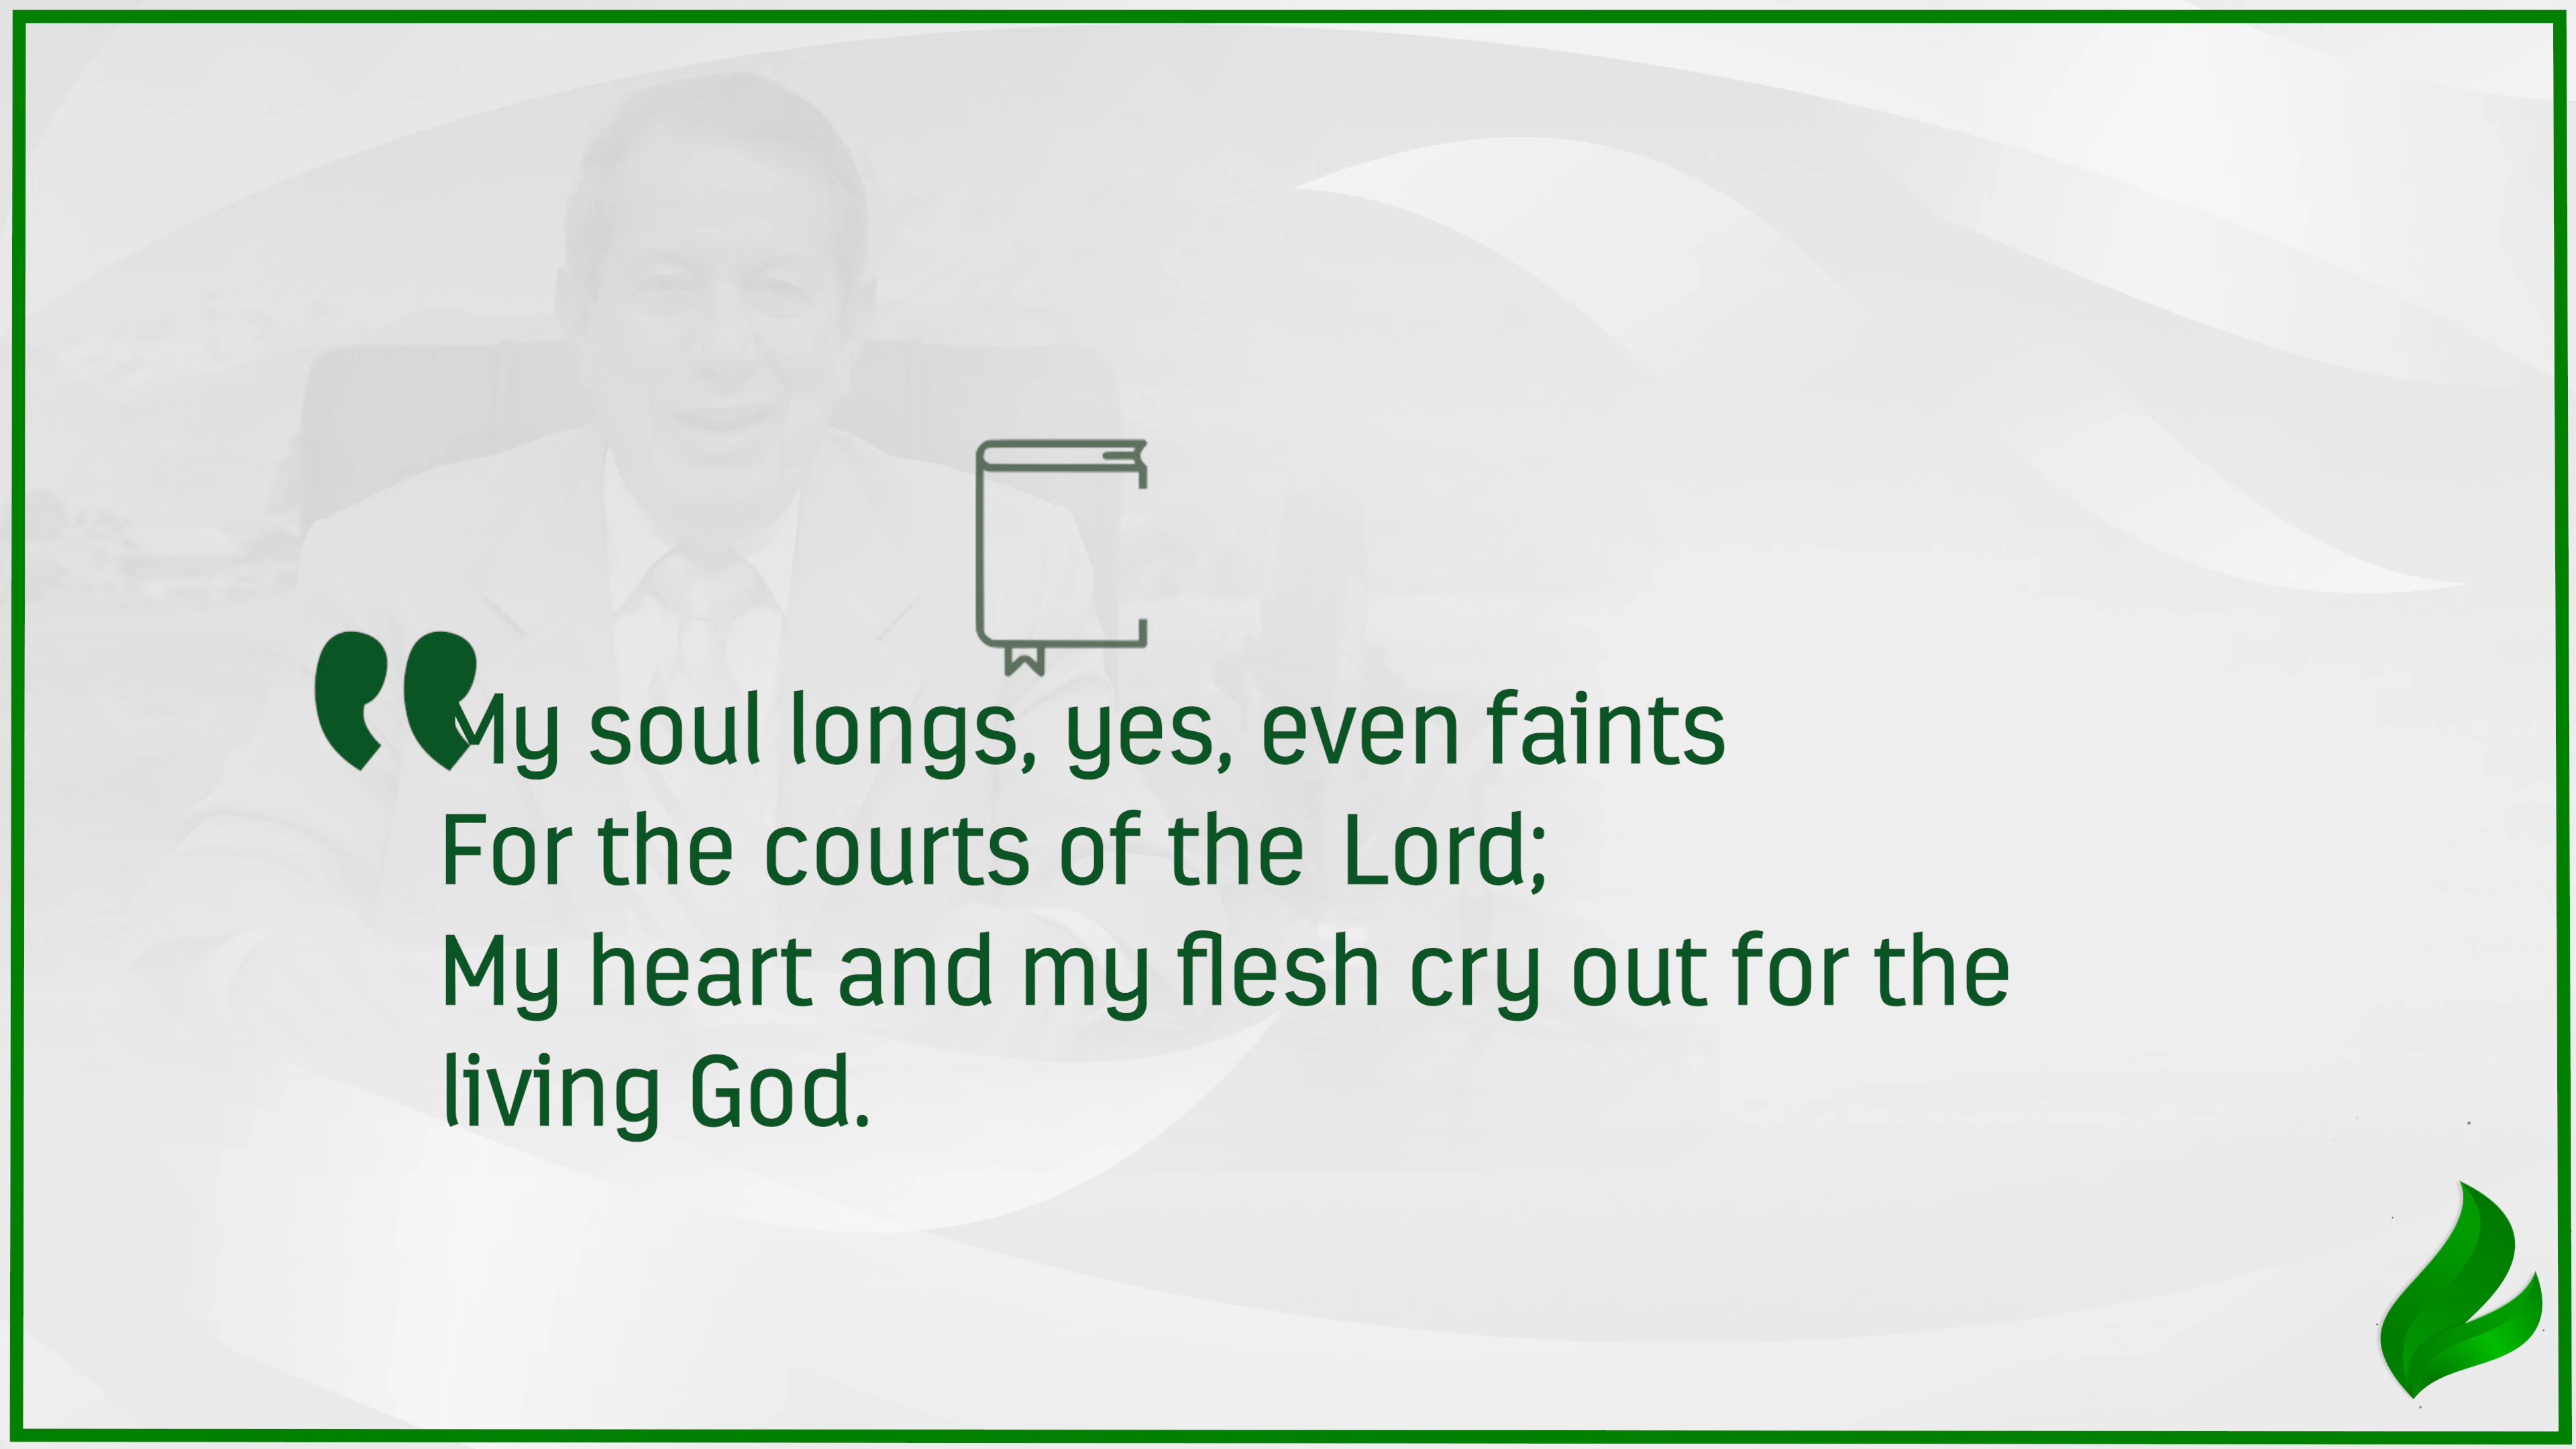 My soul longs, yes, even faints
For the courts of the Lord;
My heart and my flesh cry out for the
living God.